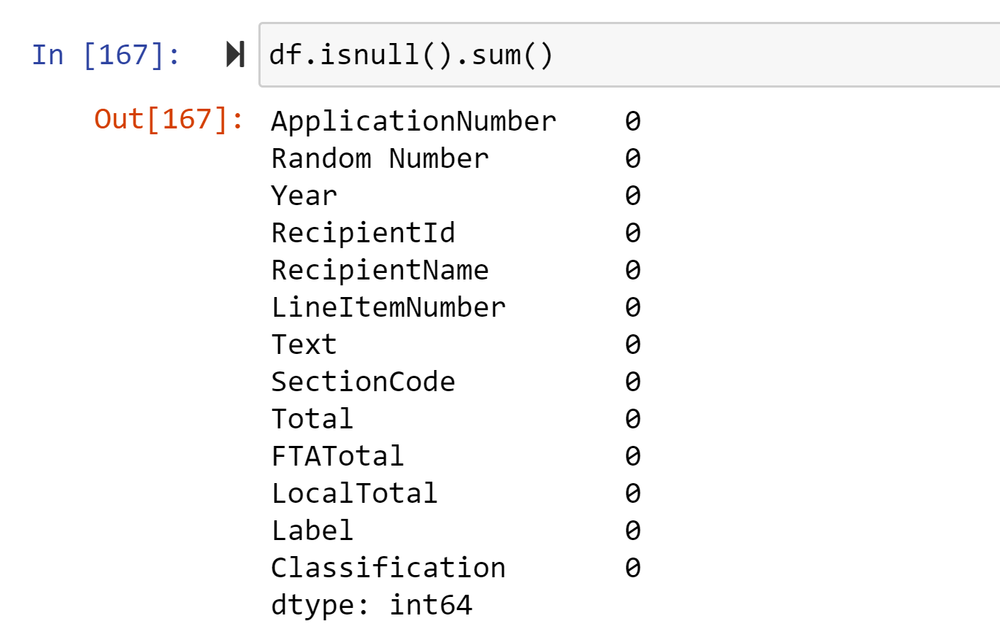 In [167]: df.isnull().sum()
Out[167]: ApplicationNumber 0
Random Number 0
Year 0
RecipientId 0
RecipientName 0
LineItemNumber 0
Text 0
SectionCode 0
Total 0
FTATotal 0
LocalTotal 0
Label 0
Classification 0
dtype: int64